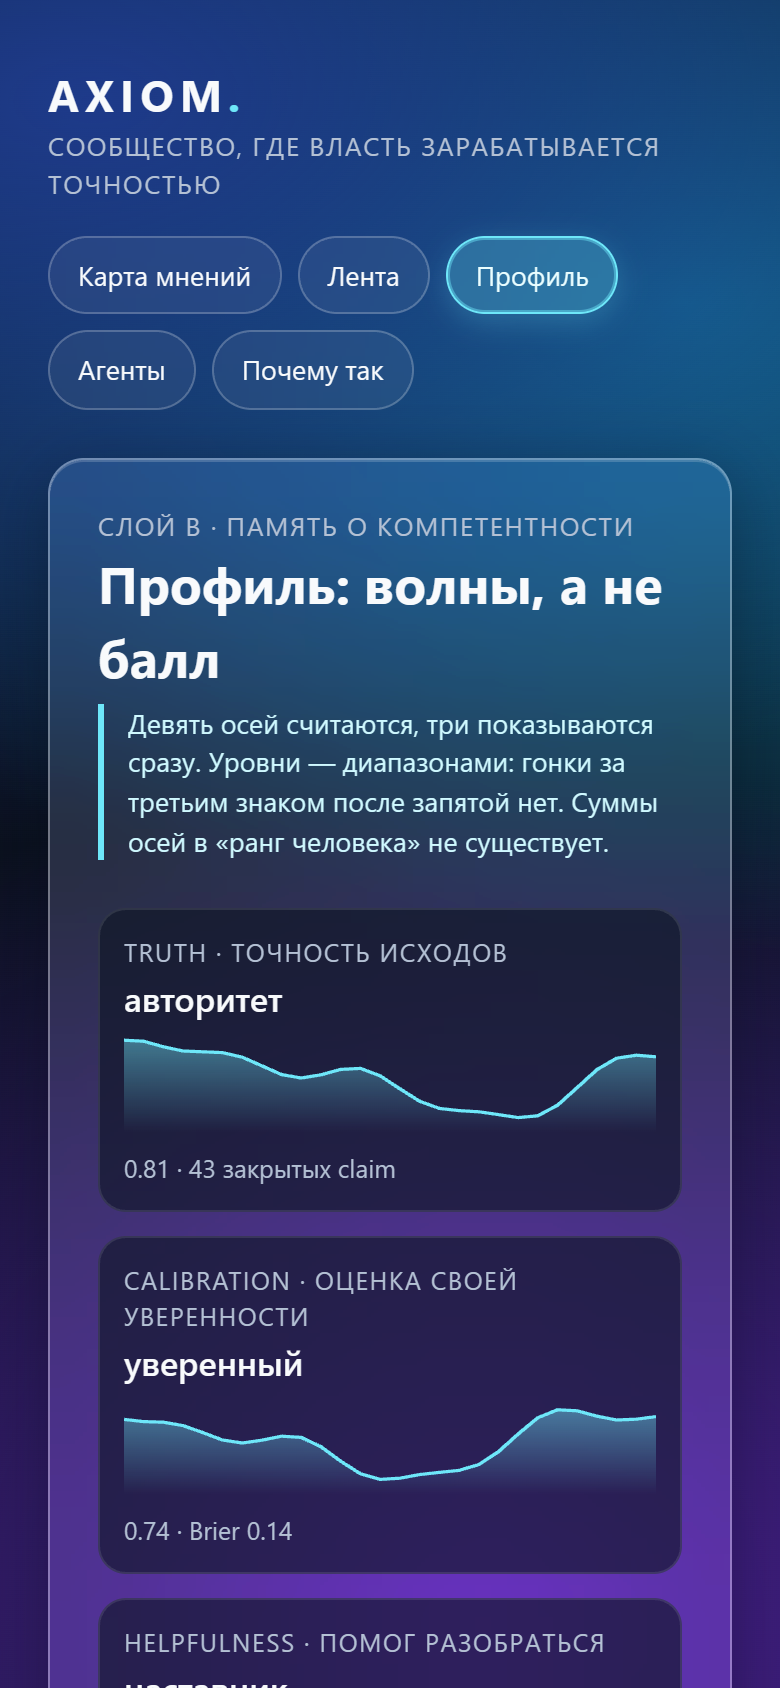 AXIOM.
СООБЩЕСТВО, ГДЕ ВЛАСТЬ ЗАРАБАТЫВАЕТСЯ
ТОЧНОСТЬЮ
Карта мнений
Лента
Профиль
Агенты
Почему так
СЛОЙ B · ПАМЯТЬ О КОМПЕТЕНТНОСТИ
Профиль: волны, а не
балл
Девять осей считаются, три показываются
сразу. Уровни — диапазонами: гонки за
третьим знаком после запятой нет. Суммы
осей в «ранг человека» не существует.
TRUTH · ТОЧНОСТЬ ИСХОДОВ
авторитет
0.81 · 43 закрытых claim
CALIBRATION · ОЦЕНКА СВОЕЙ
УВЕРЕННОСТИ
уверенный
0.74 · Brier 0.14
HELPFULNESS · ПОМОГ РАЗОБРАТЬСЯ